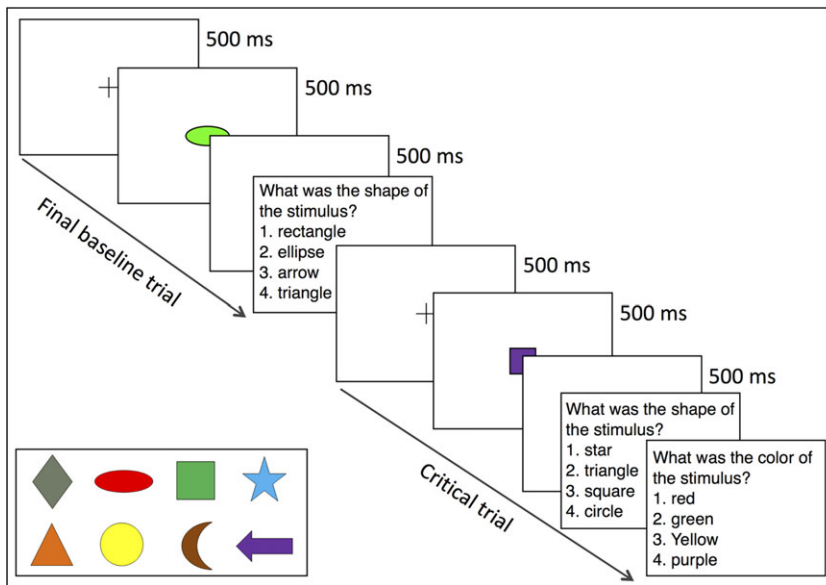 500 ms
500 ms
500 ms
What was the shape of
the stimulus?
1. rectangle
2. ellipse
3. arrow
4. triangle
Final baseline trial
500 ms
500 ms
500 ms
What was the shape of
the stimulus?
1. star
2. triangle
3. square
4. circle
What was the color of
the stimulus?
1. red
2. green
3. Yellow
4. purple
Critical trial